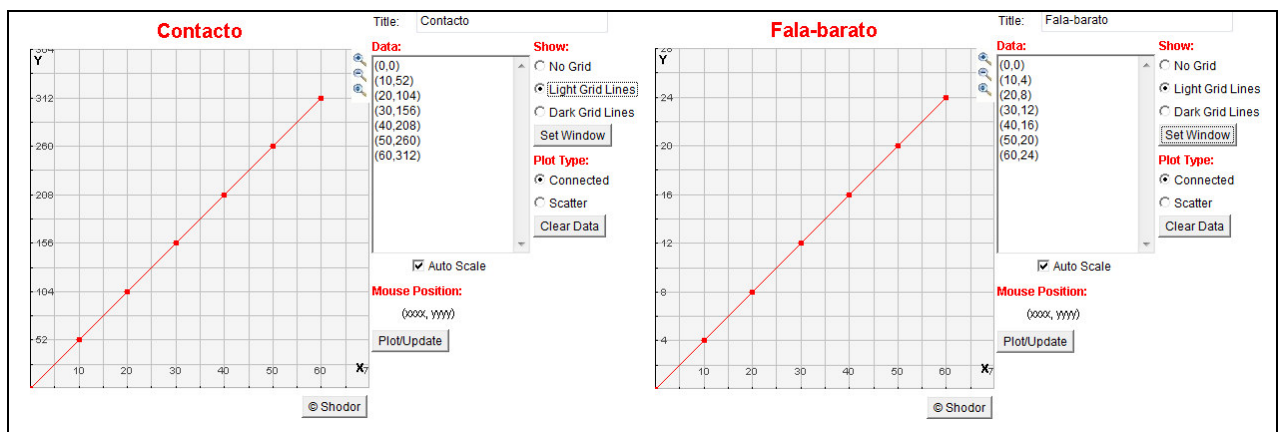 Contacto
Title: Contacto
Data:
(0,0)
(10,52)
(20,104)
(30,156)
(40,208)
(50,260)
(60,312)
Show:
No Grid
Light Grid Lines
Dark Grid Lines
Set Window
Plot Type:
Connected
Scatter
Clear Data
Auto Scale
Mouse Position:
(xxxx, yyyy)
Plot/Update
Y
364
312
260
208
156
104
52
10 20 30 40 50 60 X 7
© Shodor
Fala-barato
Title: Fala-barato
Data:
(0,0)
(10,4)
(20,8)
(30,12)
(40,16)
(50,20)
(60,24)
Show:
No Grid
Light Grid Lines
Dark Grid Lines
Set Window
Plot Type:
Connected
Scatter
Clear Data
Auto Scale
Mouse Position:
(xxxx, yyyy)
Plot/Update
Y
28
24
20
16
12
8
4
10 20 30 40 50 60 X 7
© Shodor